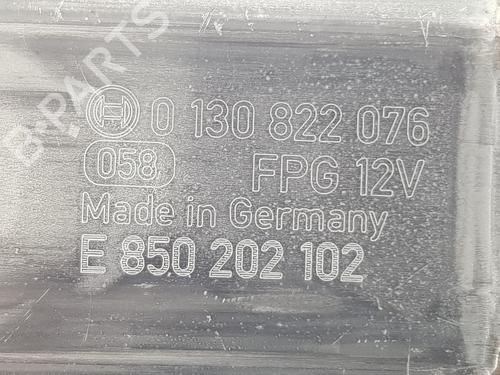 B-PARTS
0 130 822 076
058 FPG 12V
Made in Germany
E 850 202 102